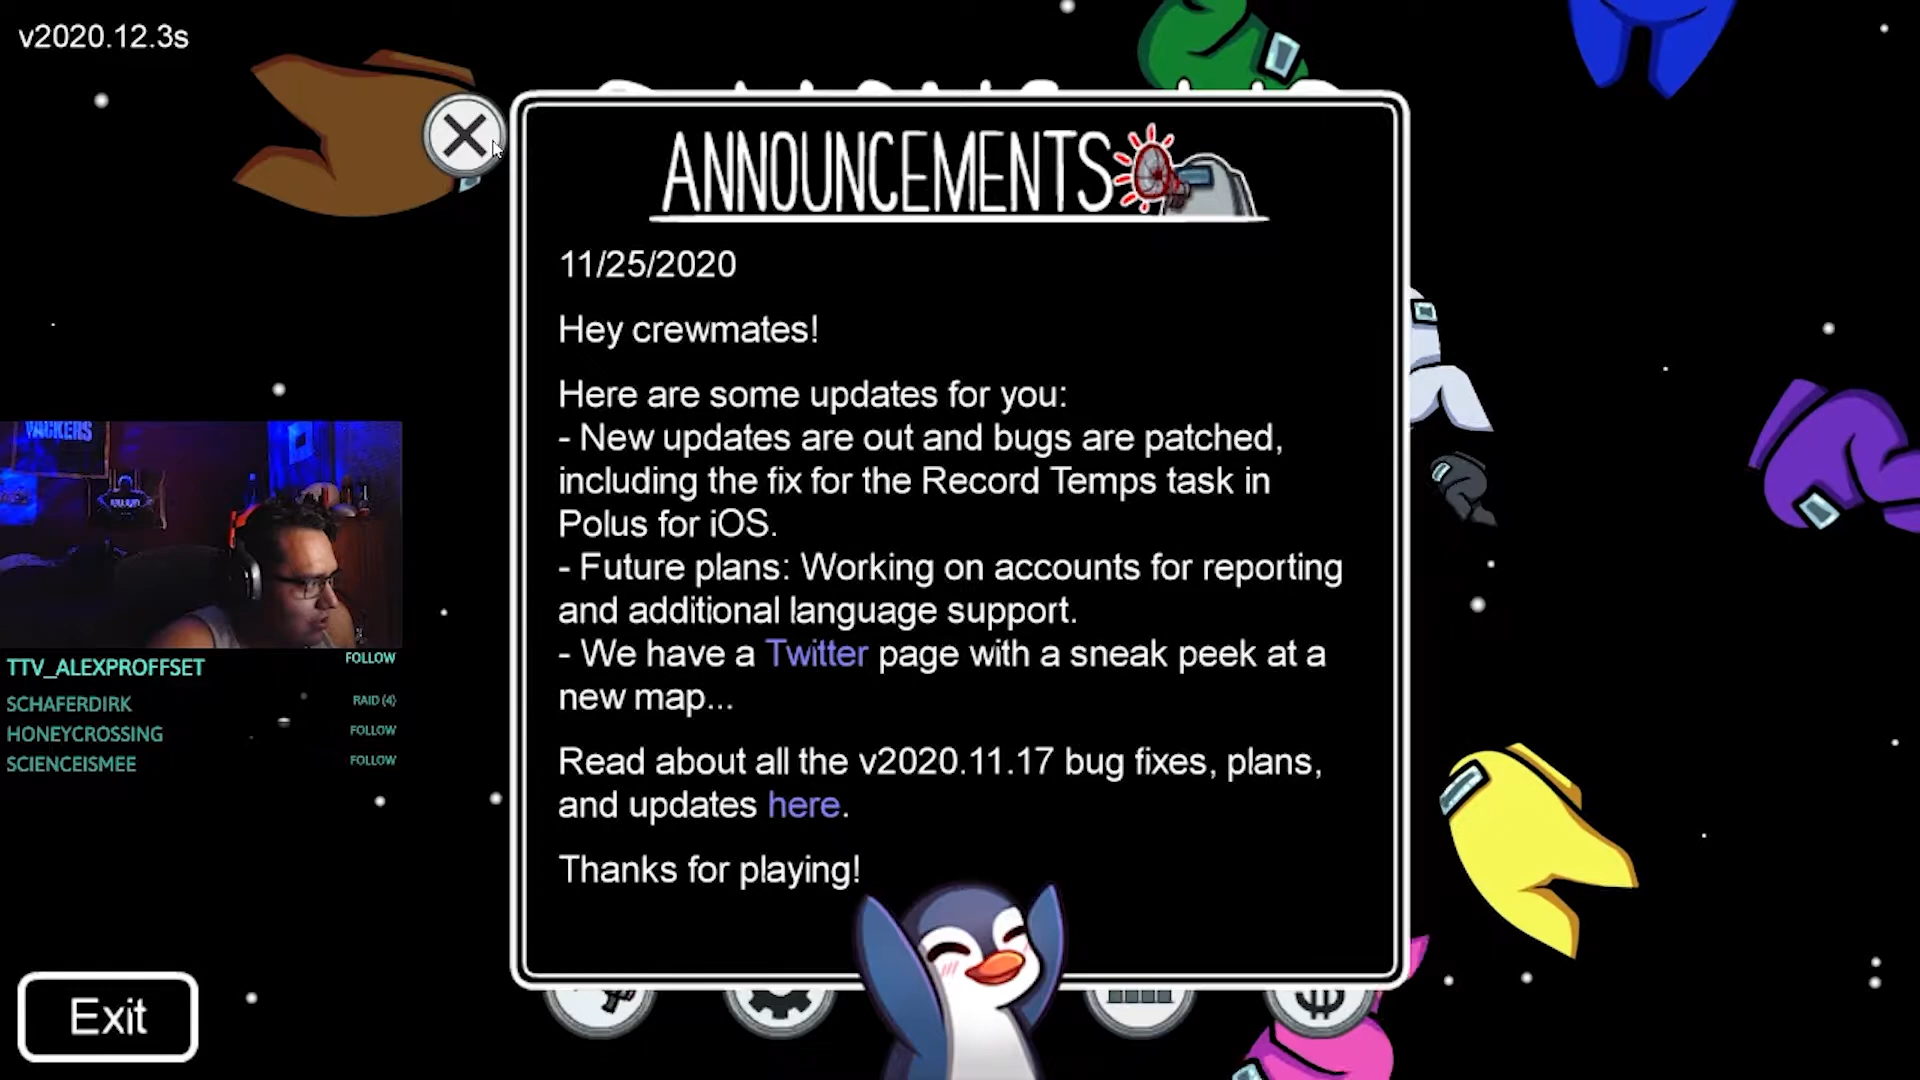 v2020.12.3s
ANNOUNCEMENTS
11/25/2020
Hey crewmates!
Here are some updates for you:
- New updates are out and bugs are patched,
including the fix for the Record Temps task in
Polus for iOS.
- Future plans: Working on accounts for reporting
and additional language support.
- We have a Twitter page with a sneak peek at a
new map...
Read about all the v2020.11.17 bug fixes, plans,
and updates here.
Thanks for playing!
TTV_ALEXPROFFSET FOLLOW
SCHAFERDIRK RAID (4)
HONEYCROSSING FOLLOW
SCIENCEISMEE FOLLOW
Exit